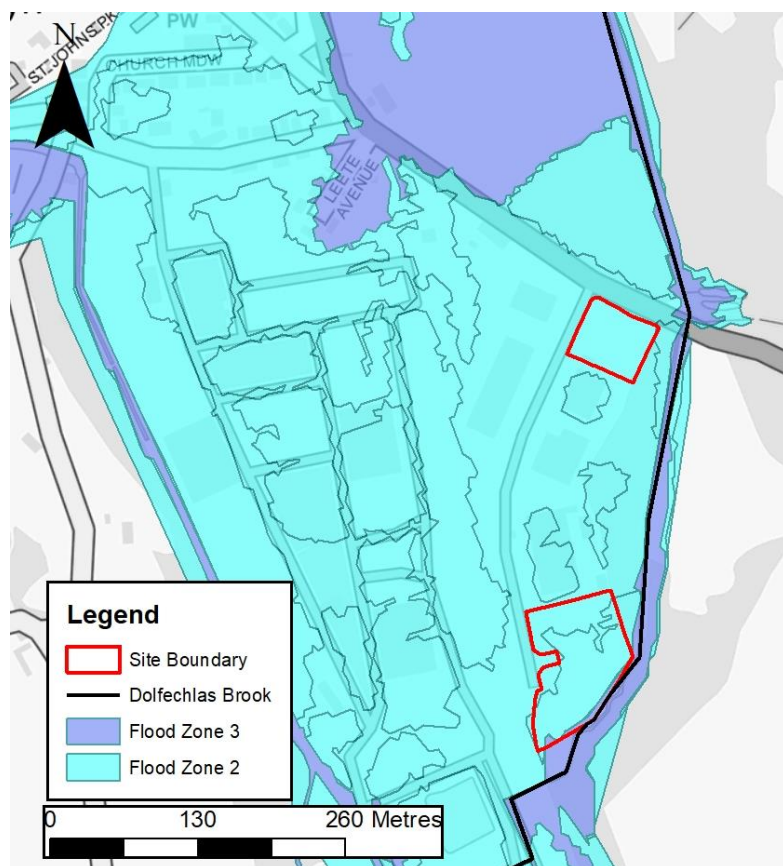 PW
N
ST JOHNS PK
CHURCH MDW
LEETE
AVENUE
Legend
Site Boundary
Dolfechlas Brook
Flood Zone 3
Flood Zone 2
0 130 260 Metres